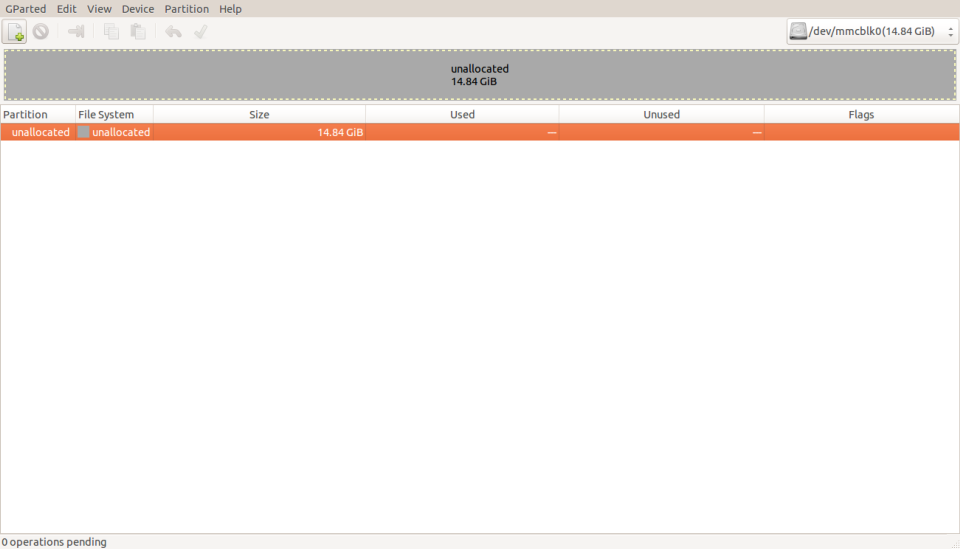 GParted Edit View Device Partition Help
/dev/mmcblk0 (14.84 GiB)
unallocated
14.84 GiB
Partition File System Size Used Unused Flags
unallocated unallocated 14.84 GiB — —
0 operations pending